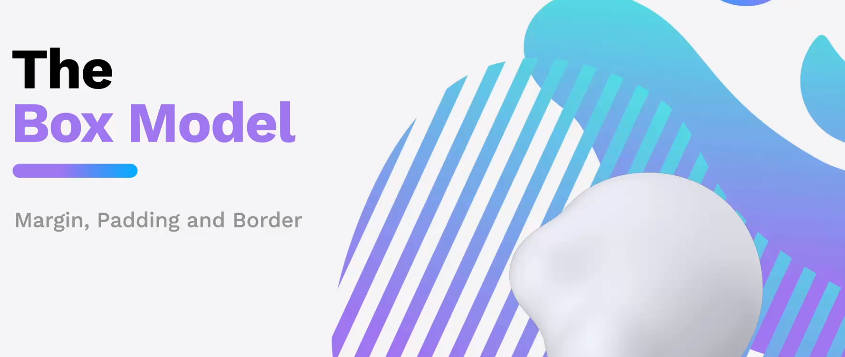 The
Box Model
Margin, Padding and Border